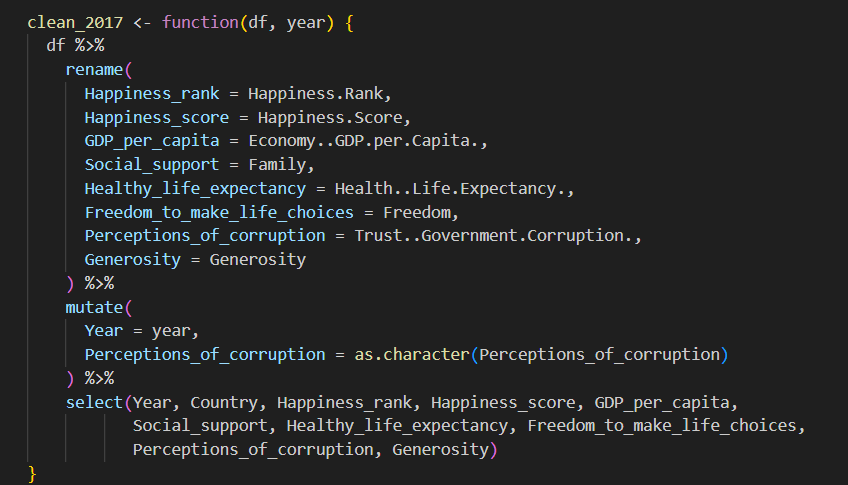 clean_2017 <- function(df, year) {
  df %>%
    rename(
      Happiness_rank = Happiness.Rank,
      Happiness_score = Happiness.Score,
      GDP_per_capita = Economy..GDP.per.Capita.,
      Social_support = Family,
      Healthy_life_expectancy = Health..Life.Expectancy.,
      Freedom_to_make_life_choices = Freedom,
      Perceptions_of_corruption = Trust..Government.Corruption.,
      Generosity = Generosity
    ) %>%
    mutate(
      Year = year,
      Perceptions_of_corruption = as.character(Perceptions_of_corruption)
    ) %>%
    select(Year, Country, Happiness_rank, Happiness_score, GDP_per_capita,
           Social_support, Healthy_life_expectancy, Freedom_to_make_life_choices,
           Perceptions_of_corruption, Generosity)
}